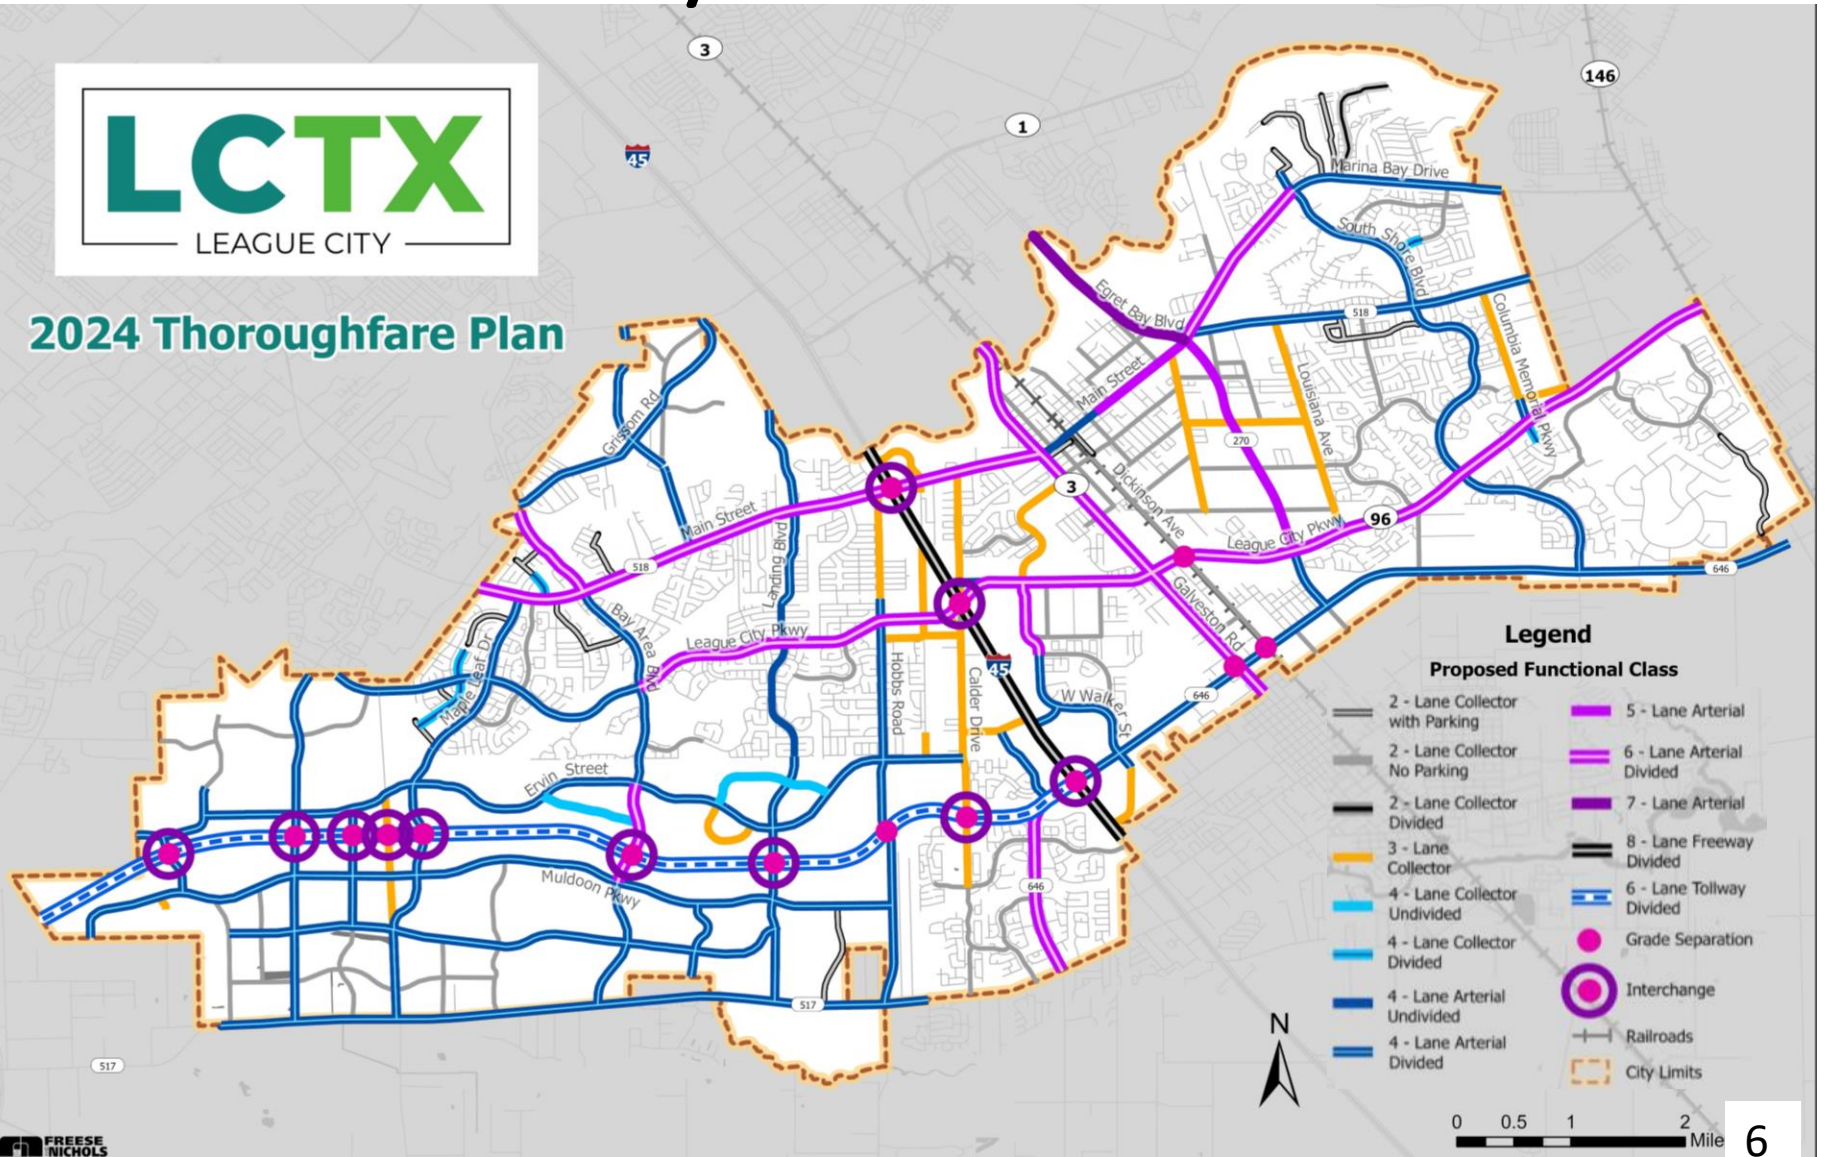 3
146
1
45
LCTX
LEAGUE CITY
2024 Thoroughfare Plan
Marina Bay Drive
South Shore Blvd
Egret Bay Blvd
518
Columbia Memorial Pkwy
Main Street
Louisiana Ave
Grissom Rd
270
3
Dickinson Ave
Main Street
96
League City Pkwy
518
Landing Blvd
646
Bay Area Blvd
Galveston Rd
League City Pkwy
Maple Leaf Dr
Hobbs Road
Calder Drive
45
W Walker St
646
Ervin Street
Muldoon Pkwy
646
517
517
Legend
Proposed Functional Class
2 - Lane Collector
with Parking
2 - Lane Collector
No Parking
2 - Lane Collector
Divided
3 - Lane
Collector
4 - Lane Collector
Undivided
4 - Lane Collector
Divided
4 - Lane Arterial
Undivided
4 - Lane Arterial
Divided
5 - Lane Arterial
6 - Lane Arterial
Divided
7 - Lane Arterial
8 - Lane Freeway
Divided
6 - Lane Tollway
Divided
Grade Separation
Interchange
Railroads
City Limits
N
0 0.5 1 2
Mile
FREESE
NICHOLS
6